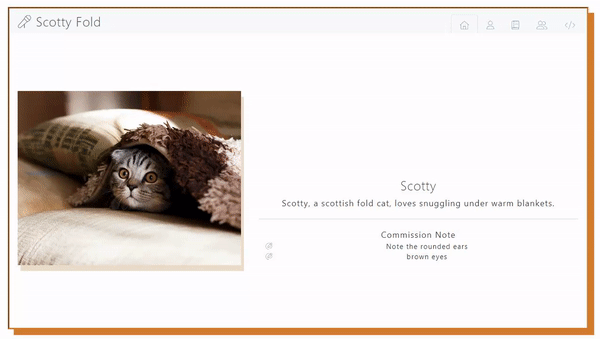 Scotty Fold
Scotty
Scotty, a scottish fold cat, loves snuggling under warm blankets.
Commission Note
Note the rounded ears
brown eyes